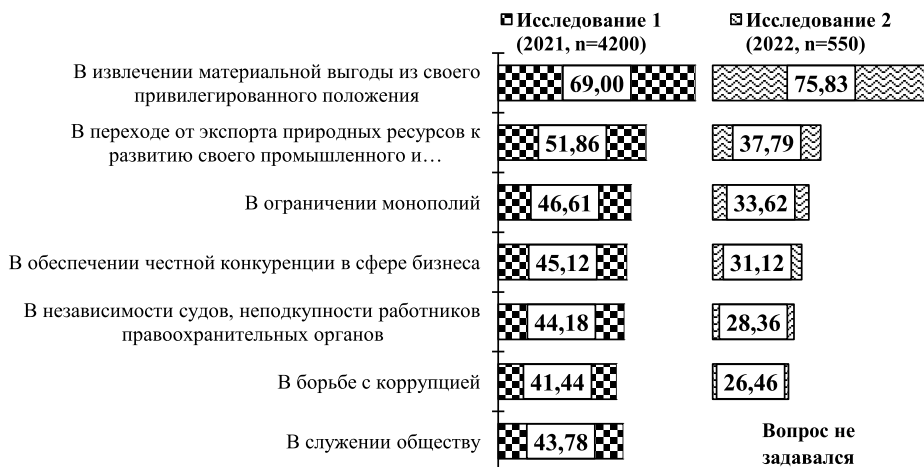 Исследование 1
(2021, n=4200)
Исследование 2
(2022, n=550)
В извлечении материальной выгоды из своего
привилегированного положения
69,00
75,83
В переходе от экспорта природных ресурсов к
развитию своего промышленного и…
51,86
37,79
В ограничении монополий
46,61
33,62
В обеспечении честной конкуренции в сфере бизнеса
45,12
31,12
В независимости судов, неподкупности работников
правоохранительных органов
44,18
28,36
В борьбе с коррупцией
41,44
26,46
В служении обществу
43,78
Вопрос не
задавался